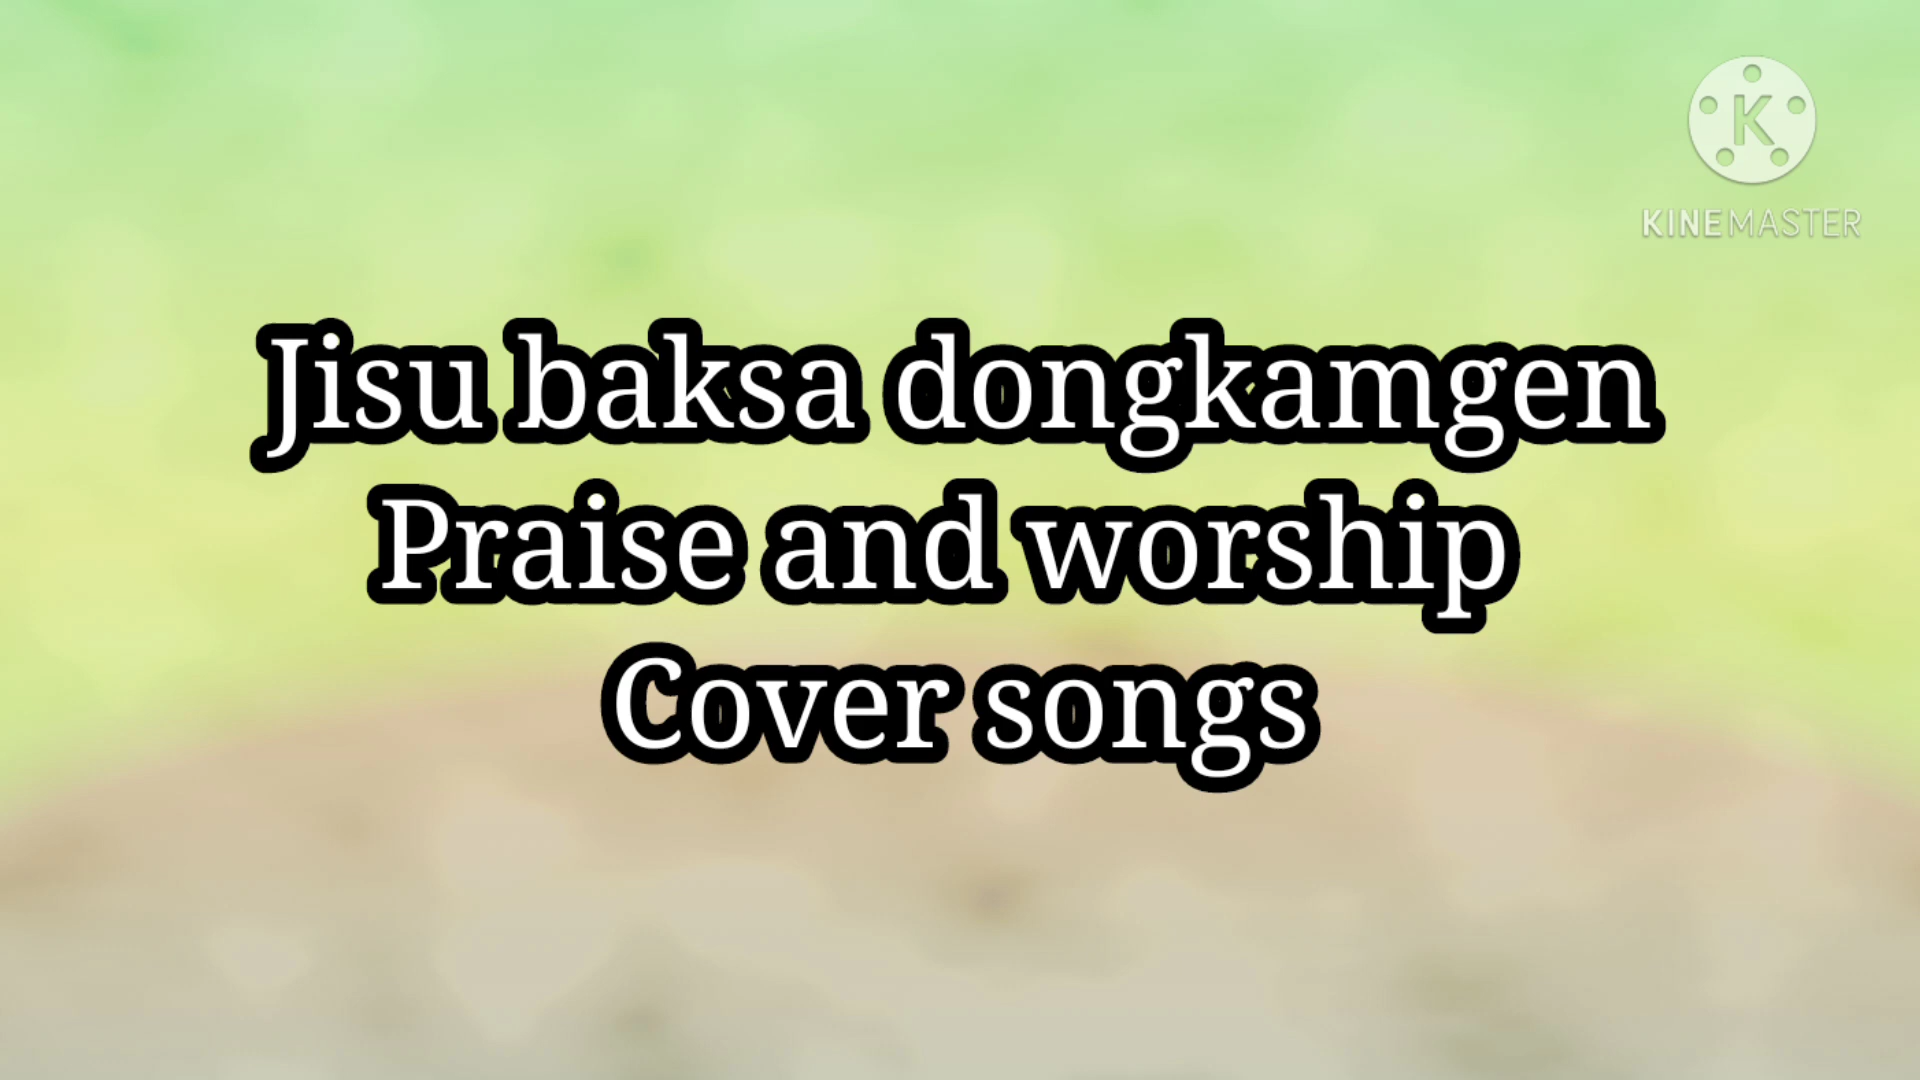 K
KINEMASTER
Jisu baksa dongkamgen
Praise and worship
Cover songs